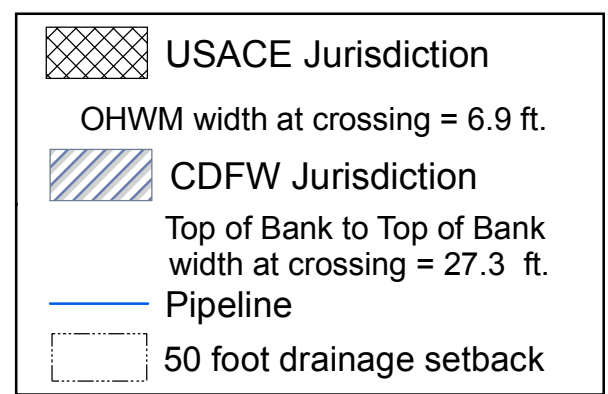 USACE Jurisdiction
OHWM width at crossing = 6.9 ft.
CDFW Jurisdiction
Top of Bank to Top of Bank
width at crossing = 27.3 ft.
Pipeline
50 foot drainage setback